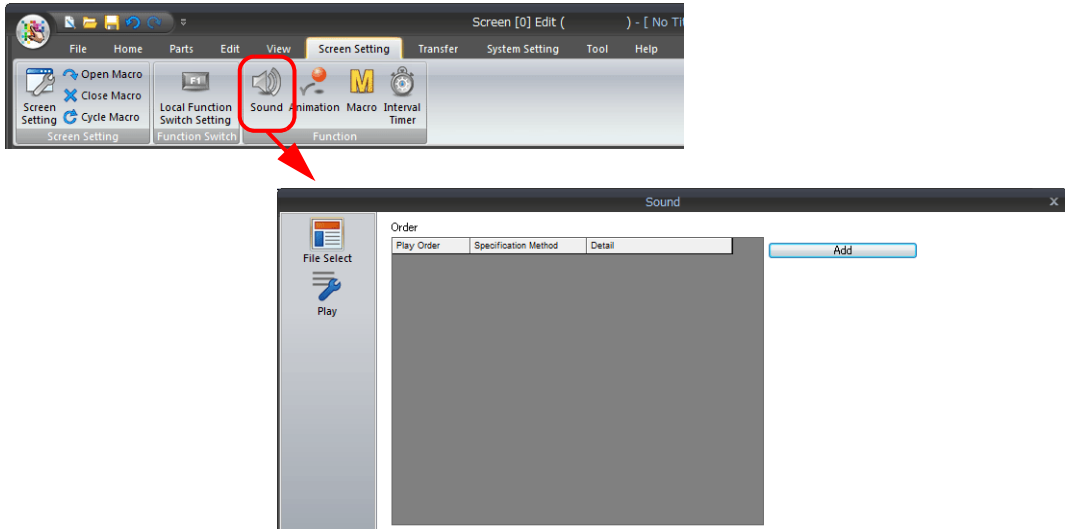 Screen [0] Edit ( ) - [ No Tit
File Home Parts Edit View Screen Setting Transfer System Setting Tool Help
Open Macro
Close Macro
Cycle Macro
Screen
Setting
F1
Local Function
Switch Setting
Sound Animation Macro Interval
Timer
Screen Setting Function Switch Function
Sound
File Select
Play
Order
Play Order Specification Method Detail
Add